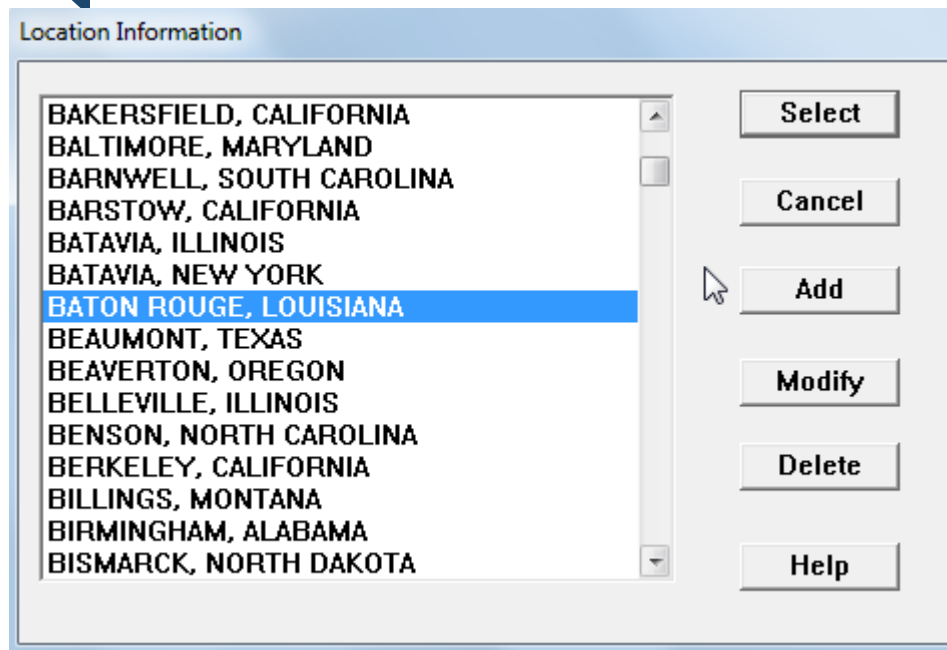 Location Information
BAKERSFIELD, CALIFORNIA
BALTIMORE, MARYLAND
BARNWELL, SOUTH CAROLINA
BARSTOW, CALIFORNIA
BATAVIA, ILLINOIS
BATAVIA, NEW YORK
BATON ROUGE, LOUISIANA
BEAUMONT, TEXAS
BEAVERTON, OREGON
BELLEVILLE, ILLINOIS
BENSON, NORTH CAROLINA
BERKELEY, CALIFORNIA
BILLINGS, MONTANA
BIRMINGHAM, ALABAMA
BISMARCK, NORTH DAKOTA
Select
Cancel
Add
Modify
Delete
Help